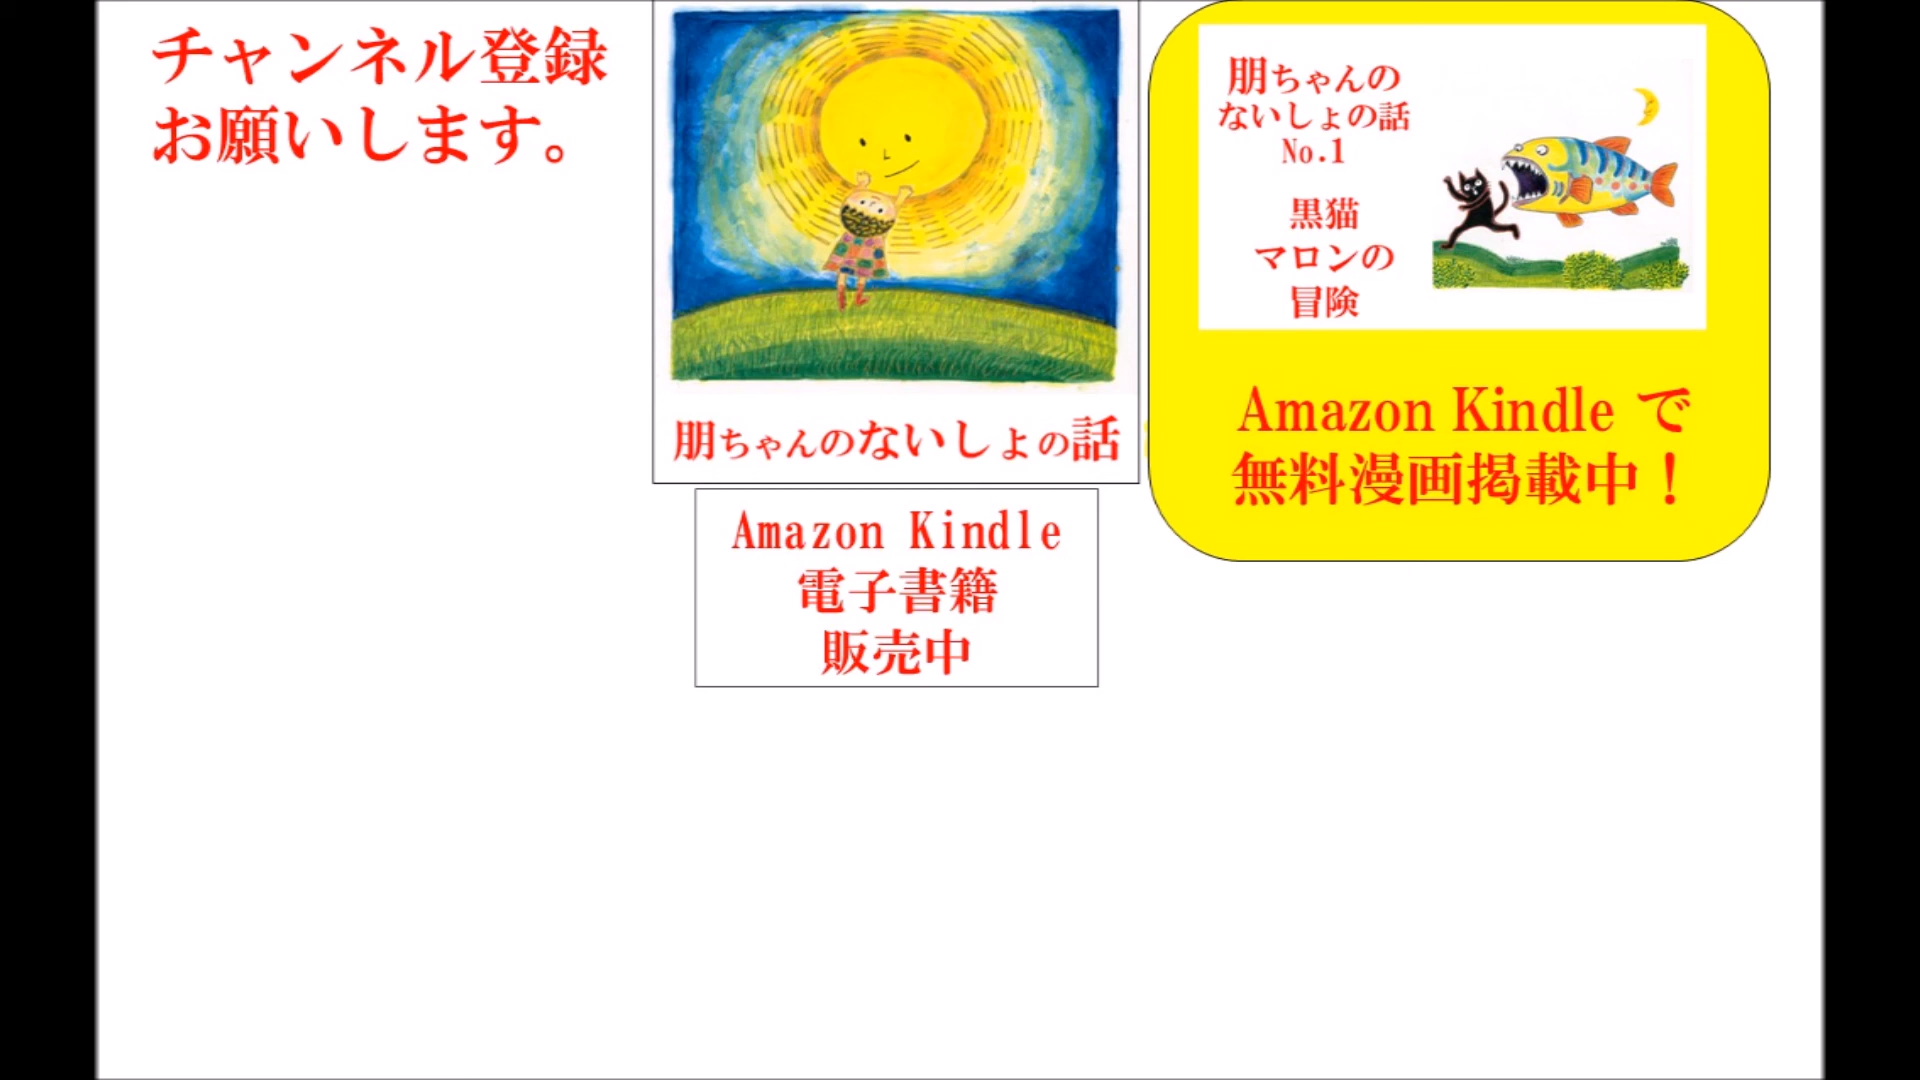 チャンネル登録
お願いします。
朋ちゃんのないしょの話
Amazon Kindle
電子書籍
販売中
朋ちゃんの
ないしょの話
No.1
黒猫
マロンの
冒険
Amazon Kindle で
無料漫画掲載中！